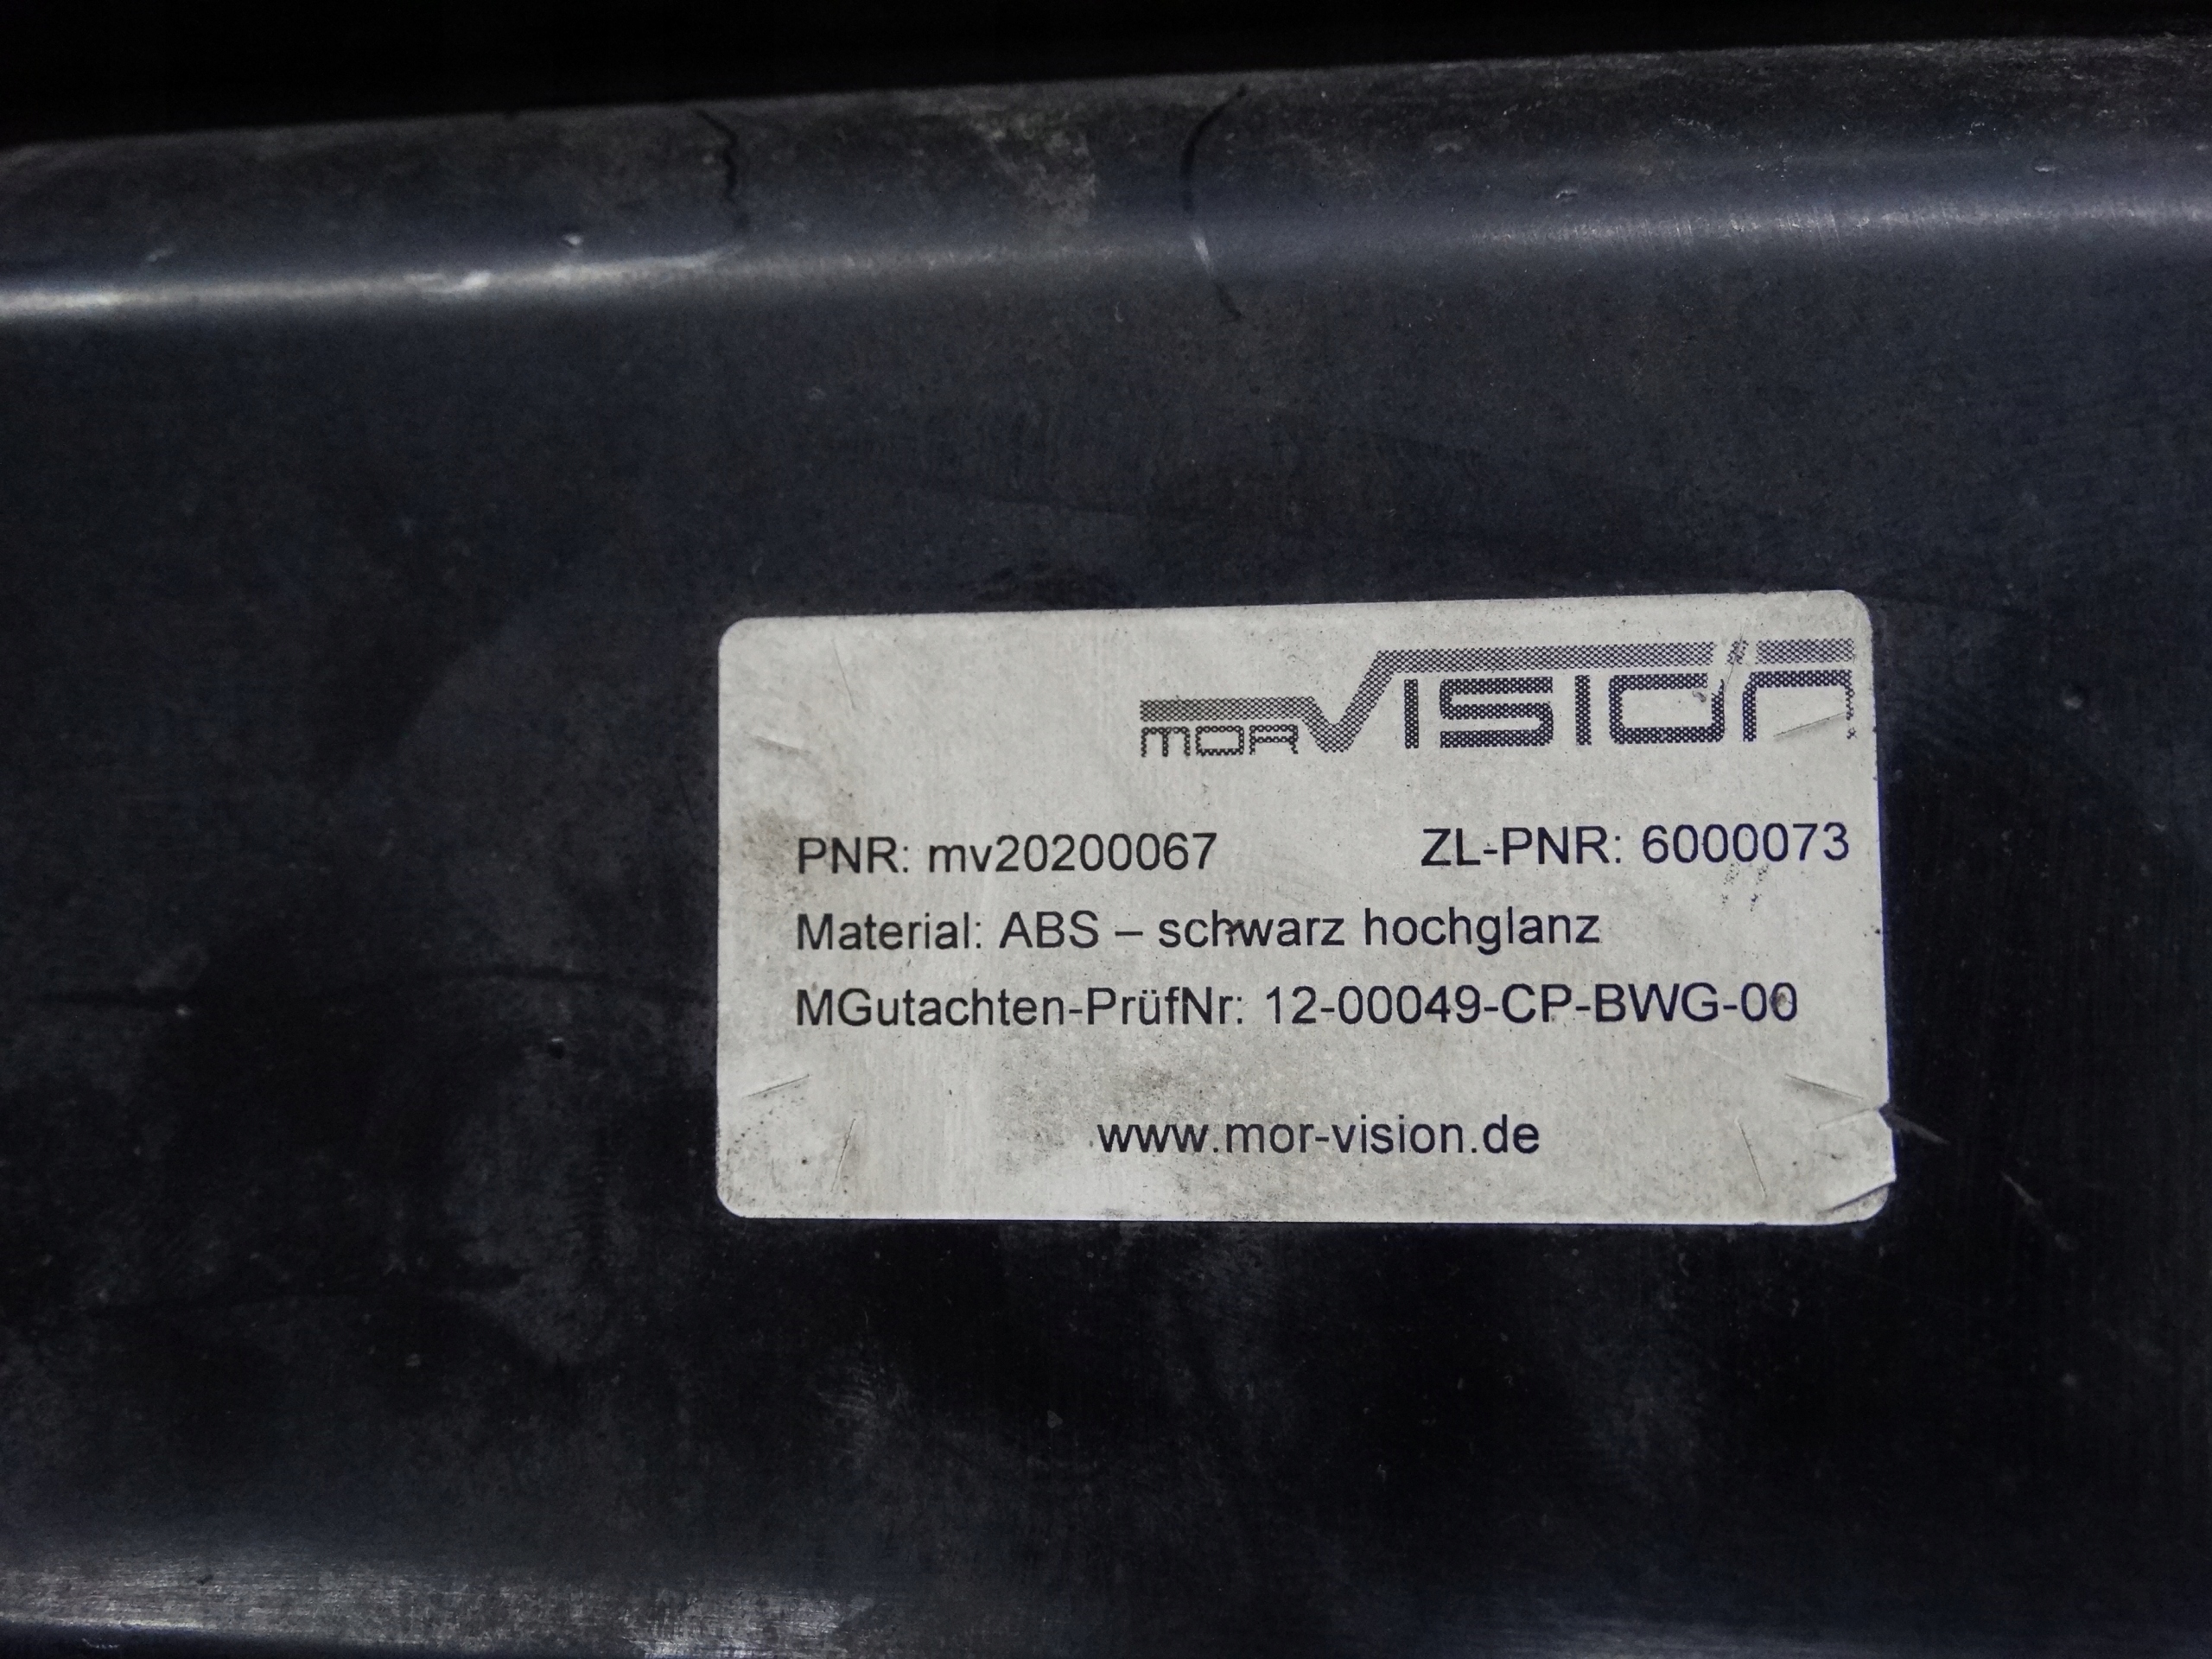 morVision
PNR: mv20200067 ZL-PNR: 6000073
Material: ABS – schwarz hochglanz
MGutachten-PrüfNr: 12-00049-CP-BWG-00
www.mor-vision.de